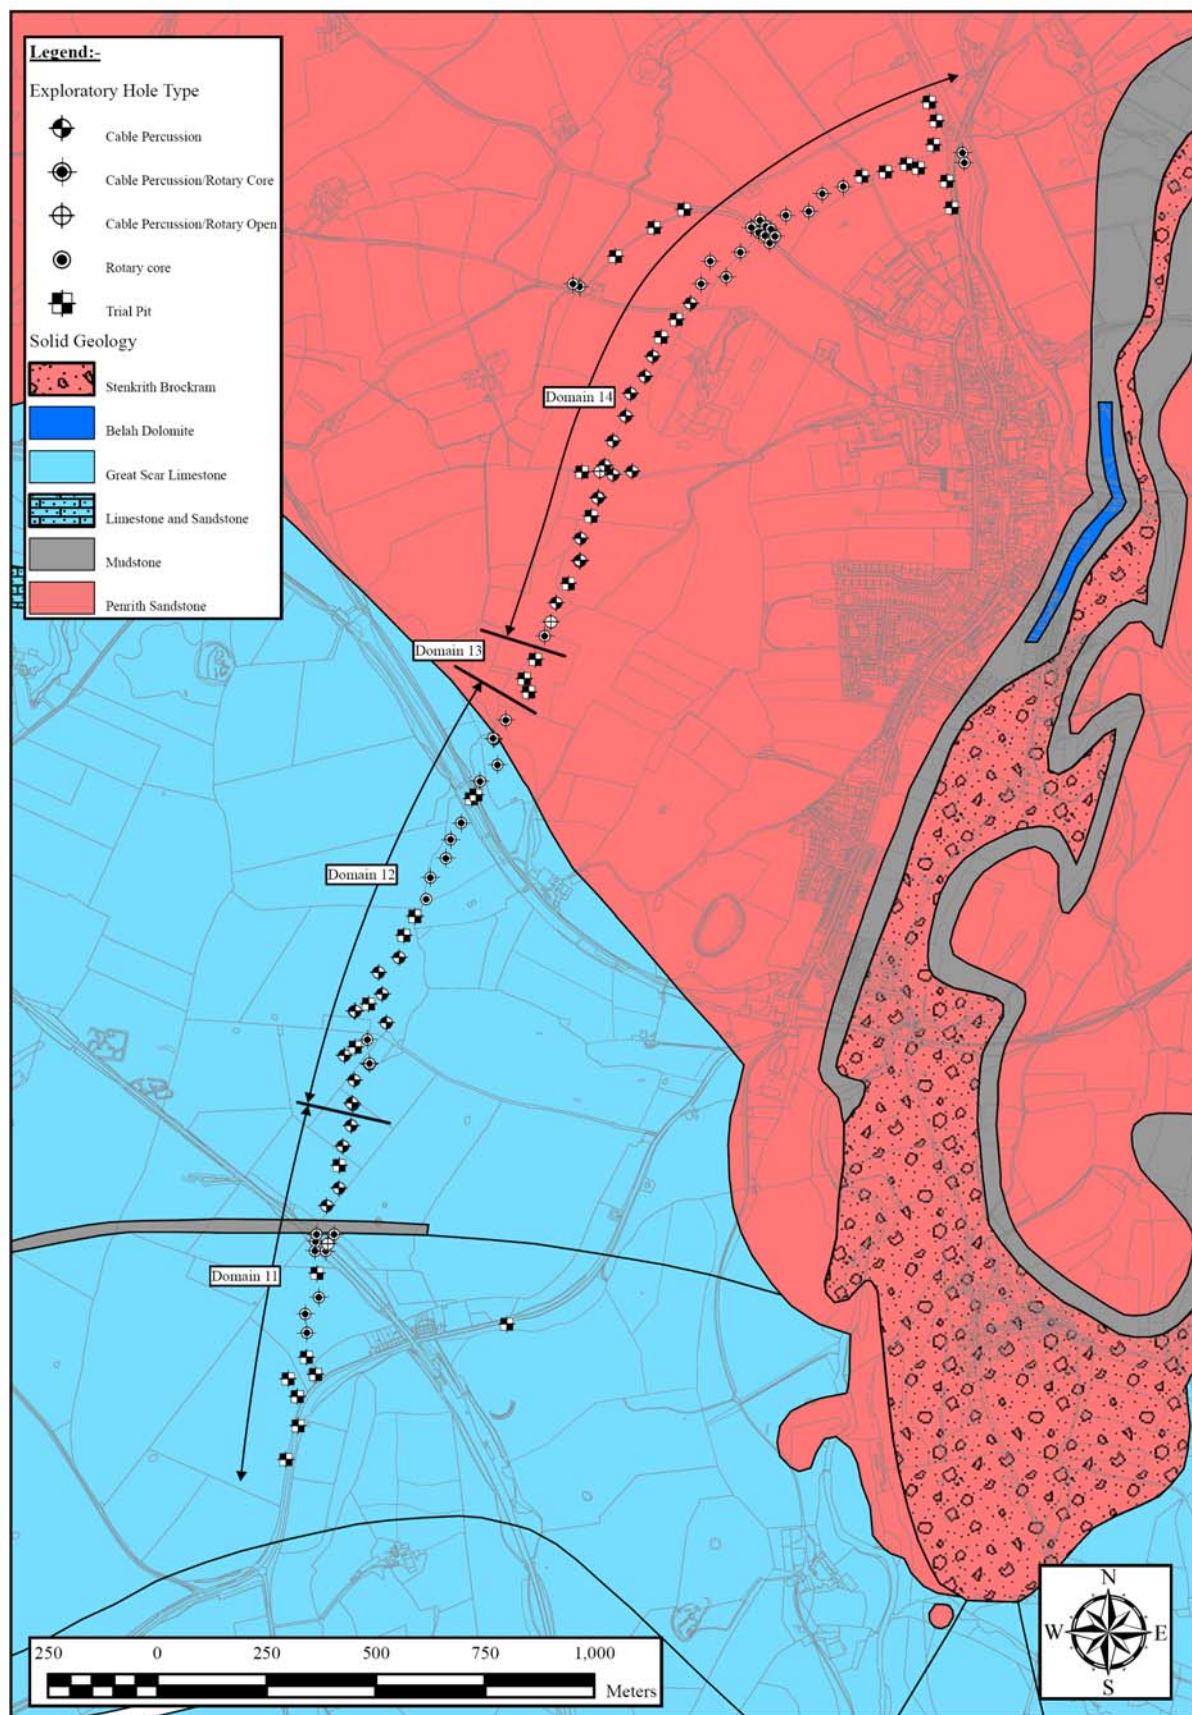 Legend:-
Exploratory Hole Type
Cable Percussion
Cable Percussion/Rotary Core
Cable Percussion/Rotary Open
Rotary core
Trial Pit
Solid Geology
Stenkrith Brockram
Belah Dolomite
Great Scar Limestone
Limestone and Sandstone
Mudstone
Penrith Sandstone
Domain 14
Domain 13
Domain 12
Domain 11
N
W E
S
250 0 250 500 750 1,000
Meters